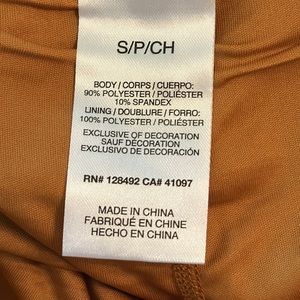 S/P/CH
BODY / CORPS / CUERPO:
90% POLYESTER / POLIÉSTER
10% SPANDEX
LINING / DOUBLURE / FORRO:
100% POLYESTER / POLIÉSTER
EXCLUSIVE OF DECORATION
SAUF DÉCORATION
EXCLUSIVO DE DECORACIÓN
RN# 128492 CA# 41097
MADE IN CHINA
FABRIQUÉ EN CHINE
HECHO EN CHINA